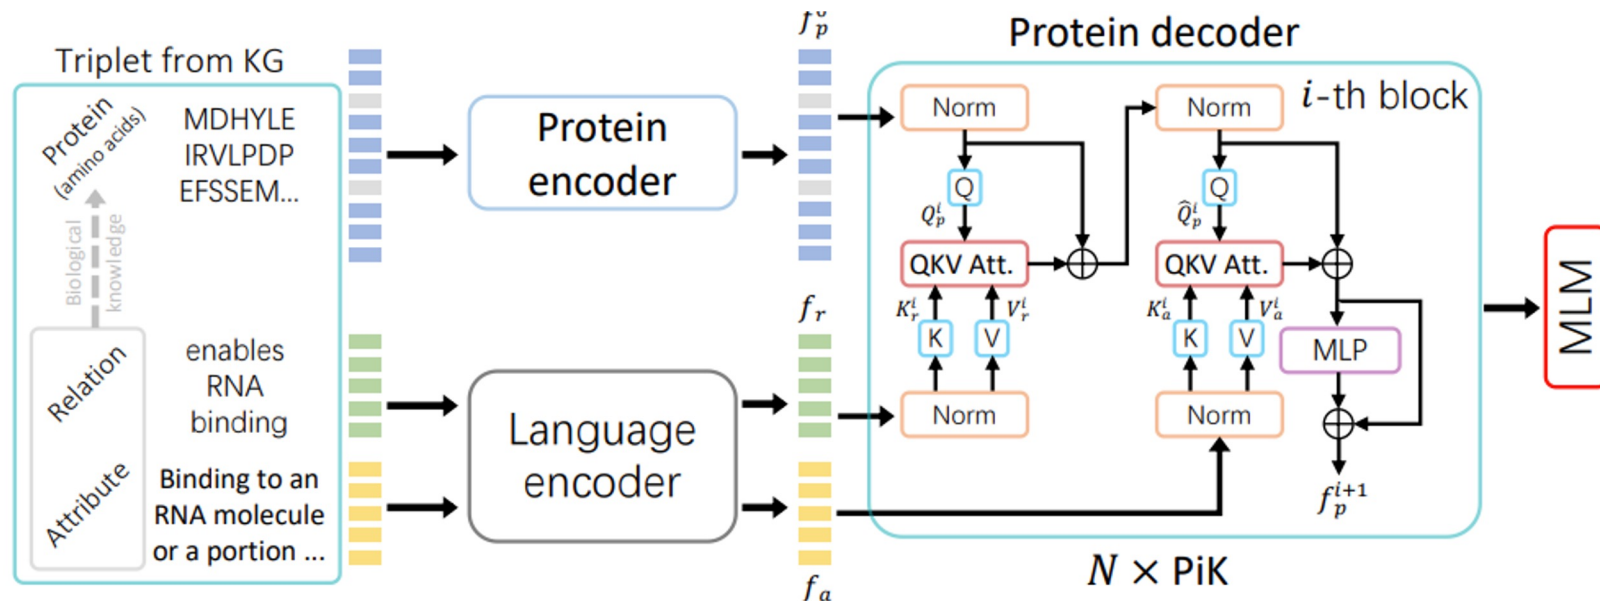 Triplet from KG
Protein
(amino acids)
MDHYLE
IRVLPDP
EFSSEM...
Biological
knowledge
Relation
enables
RNA
binding
Attribute
Binding to an
RNA molecule
or a portion ...
Protein
encoder
Language
encoder
f_p^0
f_r
f_a
Protein decoder
i-th block
Norm
Q
Q_p^i
QKV Att.
K_r^i
V_r^i
K
V
Norm
Norm
Q
Q̂_p^i
QKV Att.
K_a^i
V_a^i
K
V
Norm
MLP
f_p^{i+1}
N × PiK
MLM